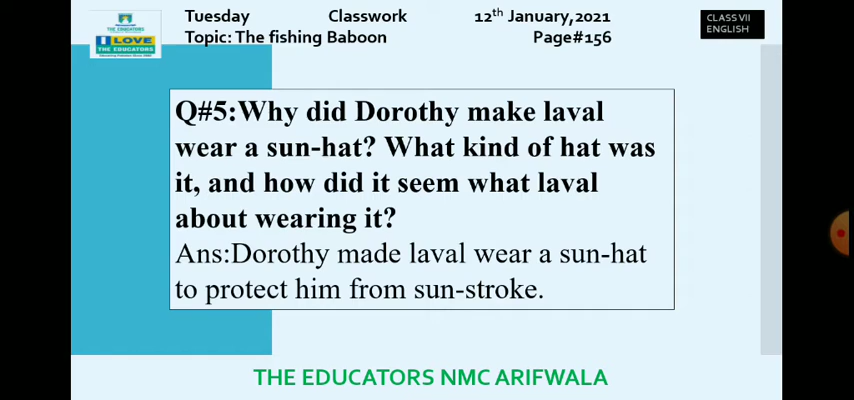 Tuesday Classwork 12th January,2021
Topic: The fishing Baboon Page#156
CLASS VII
ENGLISH
THE EDUCATORS
I LOVE
THE EDUCATORS
Q#5:Why did Dorothy make laval
wear a sun-hat? What kind of hat was
it, and how did it seem what laval
about wearing it?
Ans:Dorothy made laval wear a sun-hat
to protect him from sun-stroke.
THE EDUCATORS NMC ARIFWALA